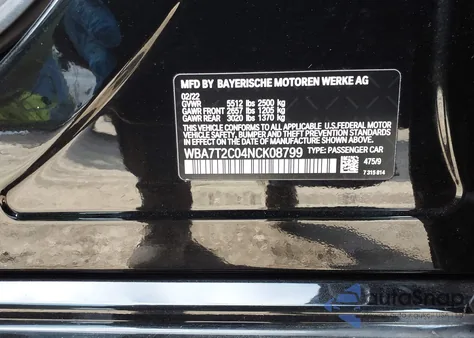 MFD BY BAYERISCHE MOTOREN WERKE AG
02/22
GVWR 5512 lbs 2500 kg
GAWR FRONT 2657 lbs 1205 kg
GAWR REAR 3020 lbs 1370 kg
THIS VEHICLE CONFORMS TO ALL APPLICABLE U.S. FEDERAL MOTOR
VEHICLE SAFETY, BUMPER AND THEFT PREVENTION STANDARDS
IN EFFECT ON THE DATE OF MANUFACTURE SHOWN ABOVE.
WBA7T2C04NCK08799 TYPE: PASSENGER CAR
475/9
7 315 814
autoSnap